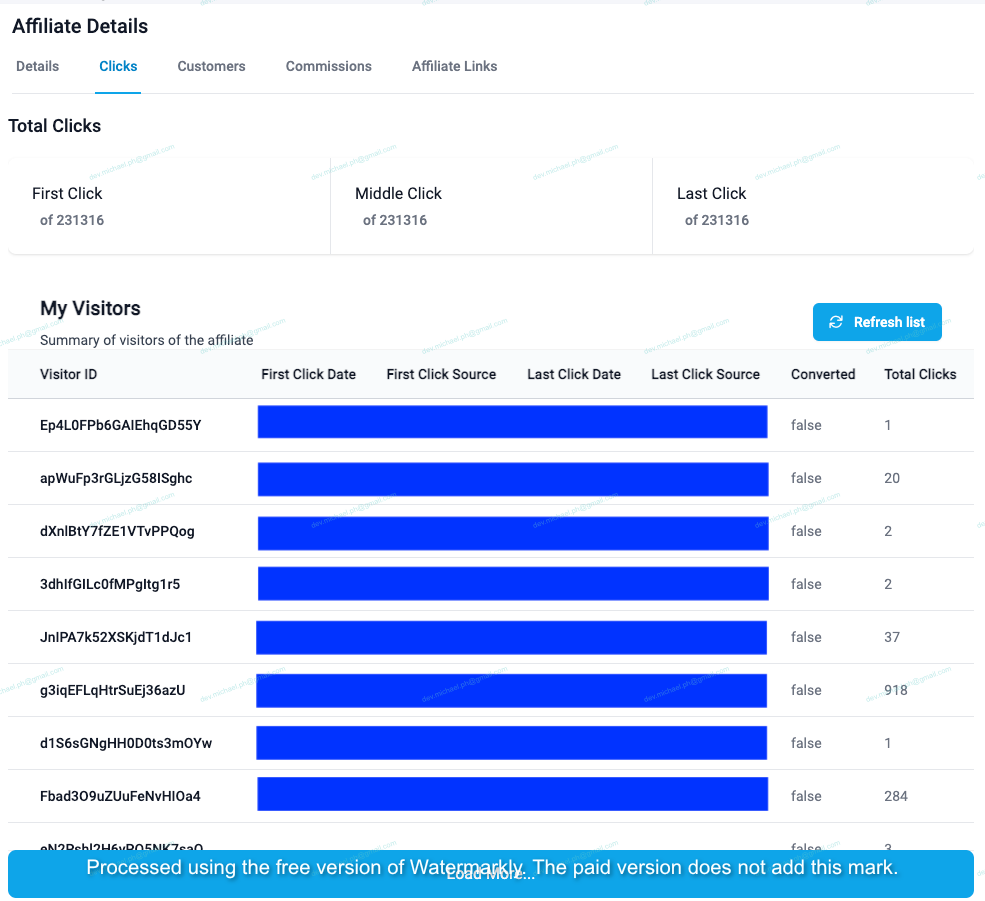 Affiliate Details
Details Clicks Customers Commissions Affiliate Links
Total Clicks
First Click Middle Click Last Click
of 231316 of 231316 of 231316
My Visitors
Refresh list
Summary of visitors of the affiliate
Visitor ID First Click Date First Click Source Last Click Date Last Click Source Converted Total Clicks
Ep4L0FPb6GAIEhqGD55Y false 1
apWuFp3rGLjzG58ISghc false 20
dXnlBtY7fZE1VTvPPQog false 2
3dhIfGILc0fMPgItg1r5 false 2
JnIPA7k52XSKjdT1dJc1 false 37
g3iqEFLqHtrSuEj36azU false 918
d1S6sGNgHH0D0ts3mOYw false 1
Fbad3O9uZUuFeNvHIOa4 false 284
false 3
Processed using the free version of Watermarkly. The paid version does not add this mark.
Load More...
dev.michael.ph@gmail.com